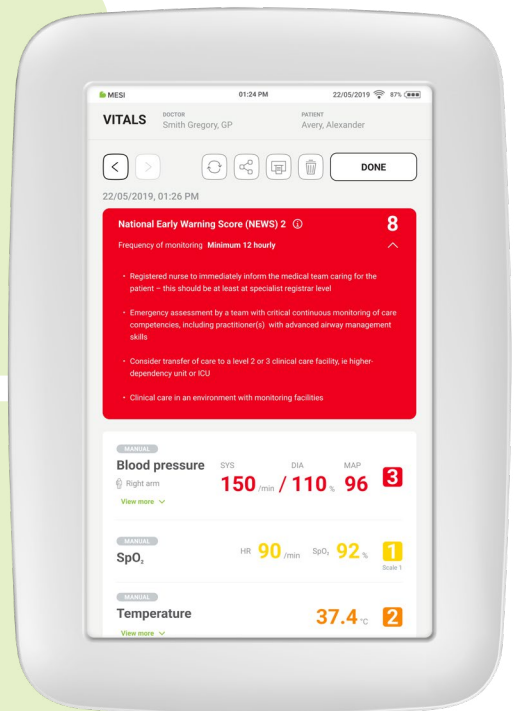 MESI 01:24 PM 22/05/2019 87%
VITALS DOCTOR PATIENT
Smith Gregory, GP Avery, Alexander
DONE
22/05/2019, 01:26 PM
National Early Warning Score (NEWS) 2 8
Frequency of monitoring Minimum 12 hourly
• Registered nurse to immediately inform the medical team caring for the
patient – this should be at least at specialist registrar level
• Emergency assessment by a team with critical continuous monitoring of care
competencies, including practitioner(s) with advanced airway management
skills
• Consider transfer of care to a level 2 or 3 clinical care facility, ie higher-
dependency unit or ICU
• Clinical care in an environment with monitoring facilities
MANUAL
Blood pressure SYS DIA MAP
Right arm 150 /min / 110 % 96 3
View more
MANUAL
SpO₂ HR 90 /min SpO₂ 92 % 1
Scale 1
MANUAL
Temperature 37.4 °C 2
View more